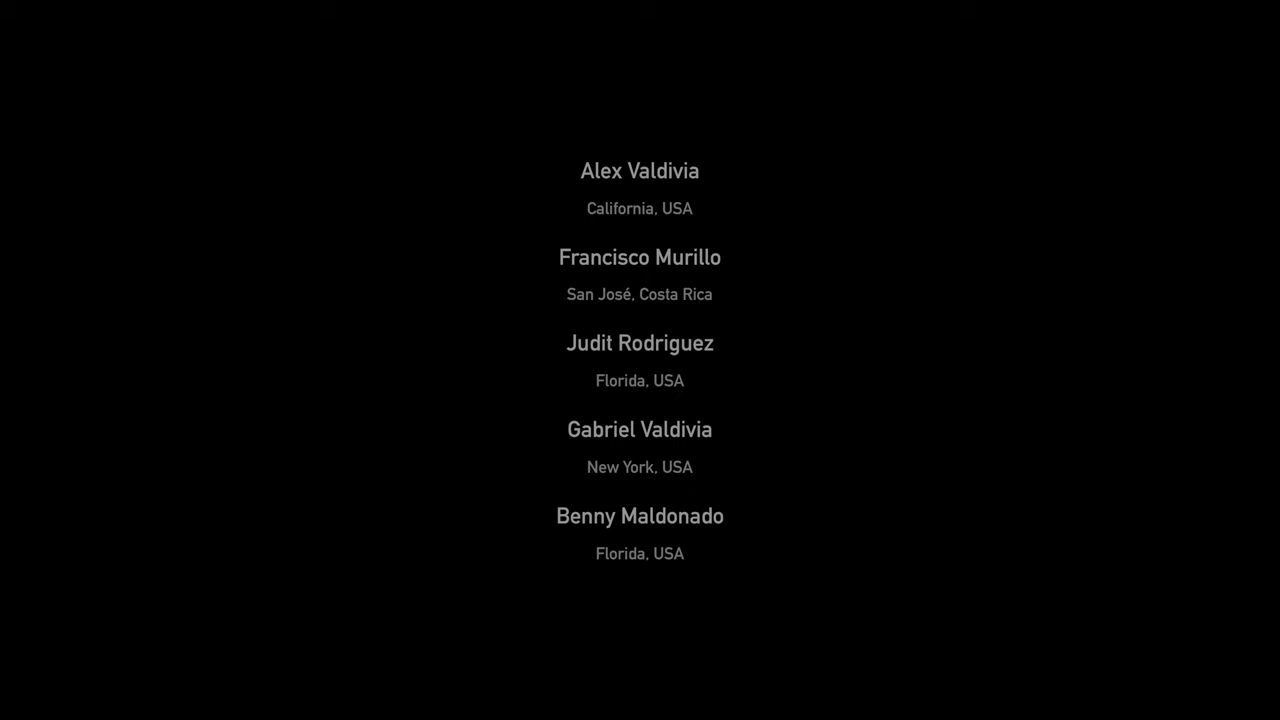 Alex Valdivia
California, USA
Francisco Murillo
San José, Costa Rica
Judit Rodriguez
Florida, USA
Gabriel Valdivia
New York, USA
Benny Maldonado
Florida, USA